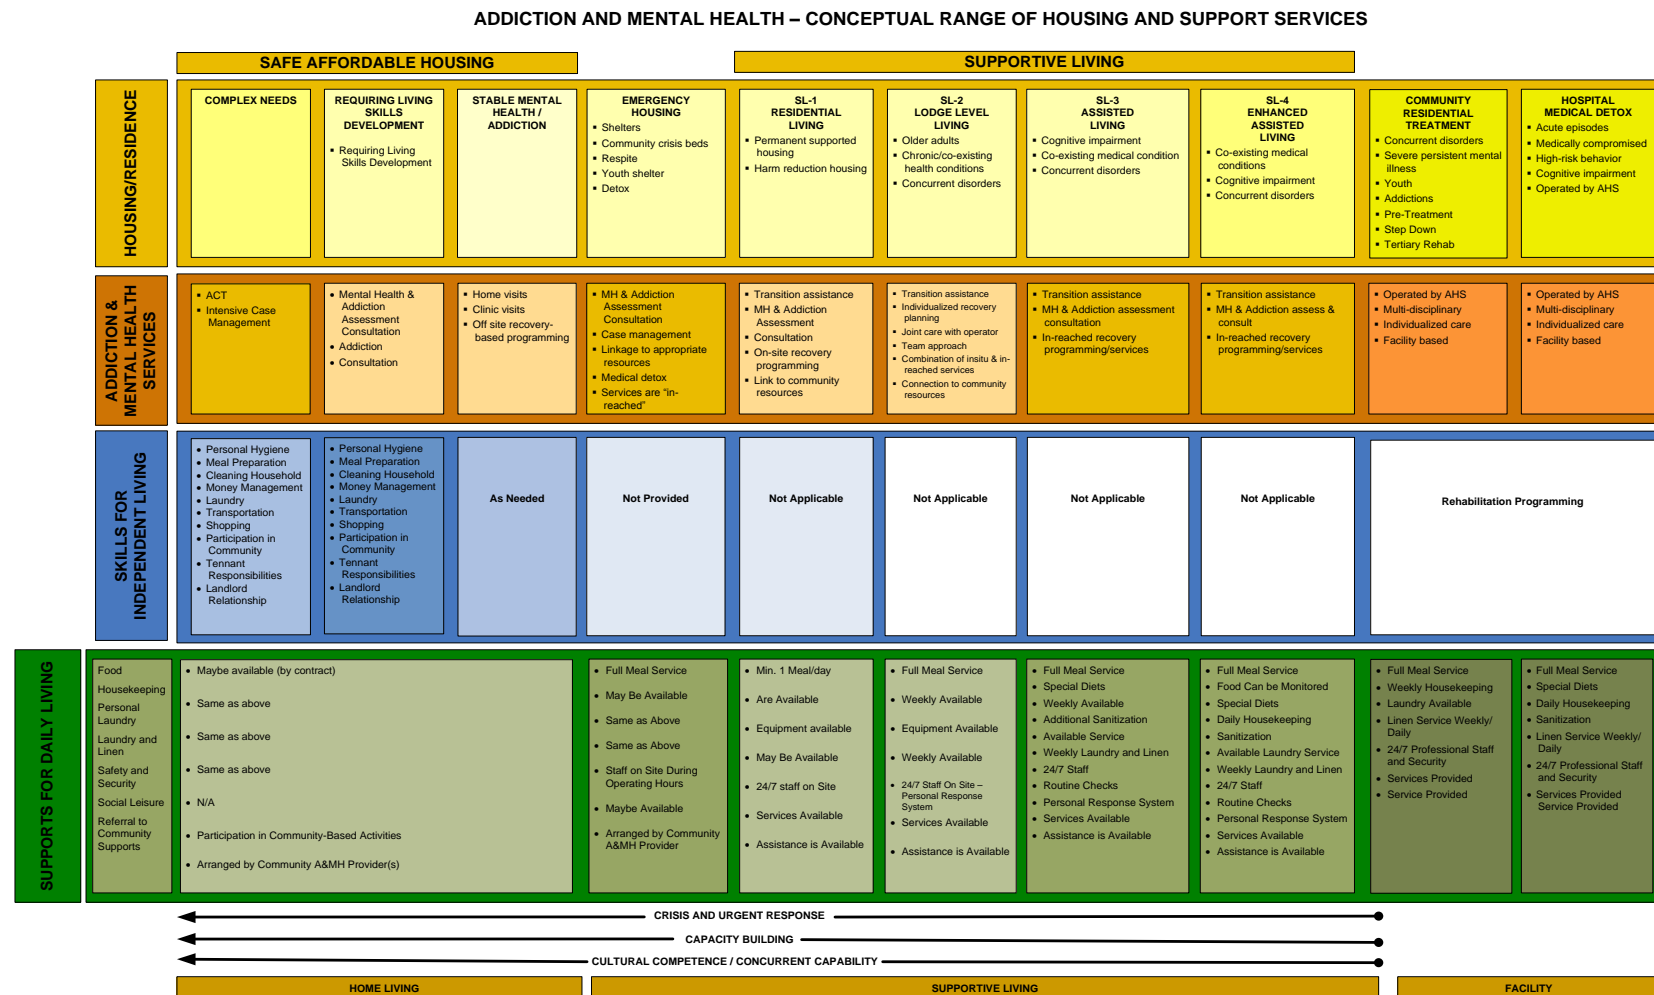 ADDICTION AND MENTAL HEALTH – CONCEPTUAL RANGE OF HOUSING AND SUPPORT SERVICES
SAFE AFFORDABLE HOUSING
SUPPORTIVE LIVING
HOUSING/RESIDENCE
COMPLEX NEEDS
REQUIRING LIVING
SKILLS
DEVELOPMENT
▪ Requiring Living
Skills Development
STABLE MENTAL
HEALTH /
ADDICTION
EMERGENCY
HOUSING
▪ Shelters
▪ Community crisis beds
▪ Respite
▪ Youth shelter
▪ Detox
SL-1
RESIDENTIAL
LIVING
▪ Permanent supported
housing
▪ Harm reduction housing
SL-2
LODGE LEVEL
LIVING
▪ Older adults
▪ Chronic/co-existing
health conditions
▪ Concurrent disorders
SL-3
ASSISTED
LIVING
▪ Cognitive impairment
▪ Co-existing medical condition
▪ Concurrent disorders
SL-4
ENHANCED
ASSISTED
LIVING
▪ Co-existing medical
conditions
▪ Cognitive impairment
▪ Concurrent disorders
COMMUNITY
RESIDENTIAL
TREATMENT
▪ Concurrent disorders
▪ Severe persistent mental
illness
▪ Youth
▪ Addictions
▪ Pre-Treatment
▪ Step Down
▪ Tertiary Rehab
HOSPITAL
MEDICAL DETOX
▪ Acute episodes
▪ Medically compromised
▪ High-risk behavior
▪ Cognitive impairment
▪ Operated by AHS
ADDICTION &
MENTAL HEALTH
SERVICES
▪ ACT
▪ Intensive Case
Management
• Mental Health &
Addiction
Assessment
Consultation
• Addiction
• Consultation
▪ Home visits
▪ Clinic visits
▪ Off site recovery-
based programming
▪ MH & Addiction
Assessment
Consultation
▪ Case management
▪ Linkage to appropriate
resources
▪ Medical detox
▪ Services are “in-
reached”
▪ Transition assistance
▪ MH & Addiction
Assessment
▪ Consultation
▪ On-site recovery
programming
▪ Link to community
resources
▪ Transition assistance
▪ Individualized recovery
planning
▪ Joint care with operator
▪ Team approach
▪ Combination of insitu & in-
reached services
▪ Connection to community
resources
▪ Transition assistance
▪ MH & Addiction assessment
consultation
▪ In-reached recovery
programming/services
▪ Transition assistance
▪ MH & Addiction assess &
consult
▪ In-reached recovery
programming/services
▪ Operated by AHS
▪ Multi-disciplinary
▪ Individualized care
▪ Facility based
▪ Operated by AHS
▪ Multi-disciplinary
▪ Individualized care
▪ Facility based
SKILLS FOR
INDEPENDENT LIVING
• Personal Hygiene
• Meal Preparation
• Cleaning Household
• Money Management
• Laundry
• Transportation
• Shopping
• Participation in
Community
• Tennant
Responsibilities
• Landlord
Relationship
• Personal Hygiene
• Meal Preparation
• Cleaning Household
• Money Management
• Laundry
• Transportation
• Shopping
• Participation in
Community
• Tennant
Responsibilities
• Landlord
Relationship
As Needed
Not Provided
Not Applicable
Not Applicable
Not Applicable
Not Applicable
Rehabilitation Programming
SUPPORTS FOR DAILY LIVING
Food
Housekeeping
Personal
Laundry
Laundry and
Linen
Safety and
Security
Social Leisure
Referral to
Community
Supports
• Maybe available (by contract)
• Same as above
• Same as above
• Same as above
• N/A
• Participation in Community-Based Activities
• Arranged by Community A&MH Provider(s)
• Full Meal Service
• May Be Available
• Same as Above
• Same as Above
• Staff on Site During
Operating Hours
• Maybe Available
• Arranged by Community
A&MH Provider
• Min. 1 Meal/day
• Are Available
• Equipment available
• May Be Available
• 24/7 staff on Site
• Services Available
• Assistance is Available
• Full Meal Service
• Weekly Available
• Equipment Available
• Weekly Available
• 24/7 Staff On Site –
Personal Response
System
• Services Available
• Assistance is Available
• Full Meal Service
• Special Diets
• Weekly Available
• Additional Sanitization
• Available Service
• Weekly Laundry and Linen
• 24/7 Staff
• Routine Checks
• Personal Response System
• Services Available
• Assistance is Available
• Full Meal Service
• Food Can be Monitored
• Special Diets
• Daily Housekeeping
• Sanitization
• Available Laundry Service
• Weekly Laundry and Linen
• 24/7 Staff
• Routine Checks
• Personal Response System
• Services Available
• Assistance is Available
• Full Meal Service
• Weekly Housekeeping
• Laundry Available
• Linen Service Weekly/
Daily
• 24/7 Professional Staff
and Security
• Services Provided
• Service Provided
• Full Meal Service
• Special Diets
• Daily Housekeeping
• Sanitization
• Linen Service Weekly/
Daily
• 24/7 Professional Staff
and Security
• Services Provided
Service Provided
CRISIS AND URGENT RESPONSE
CAPACITY BUILDING
CULTURAL COMPETENCE / CONCURRENT CAPABILITY
HOME LIVING
SUPPORTIVE LIVING
FACILITY